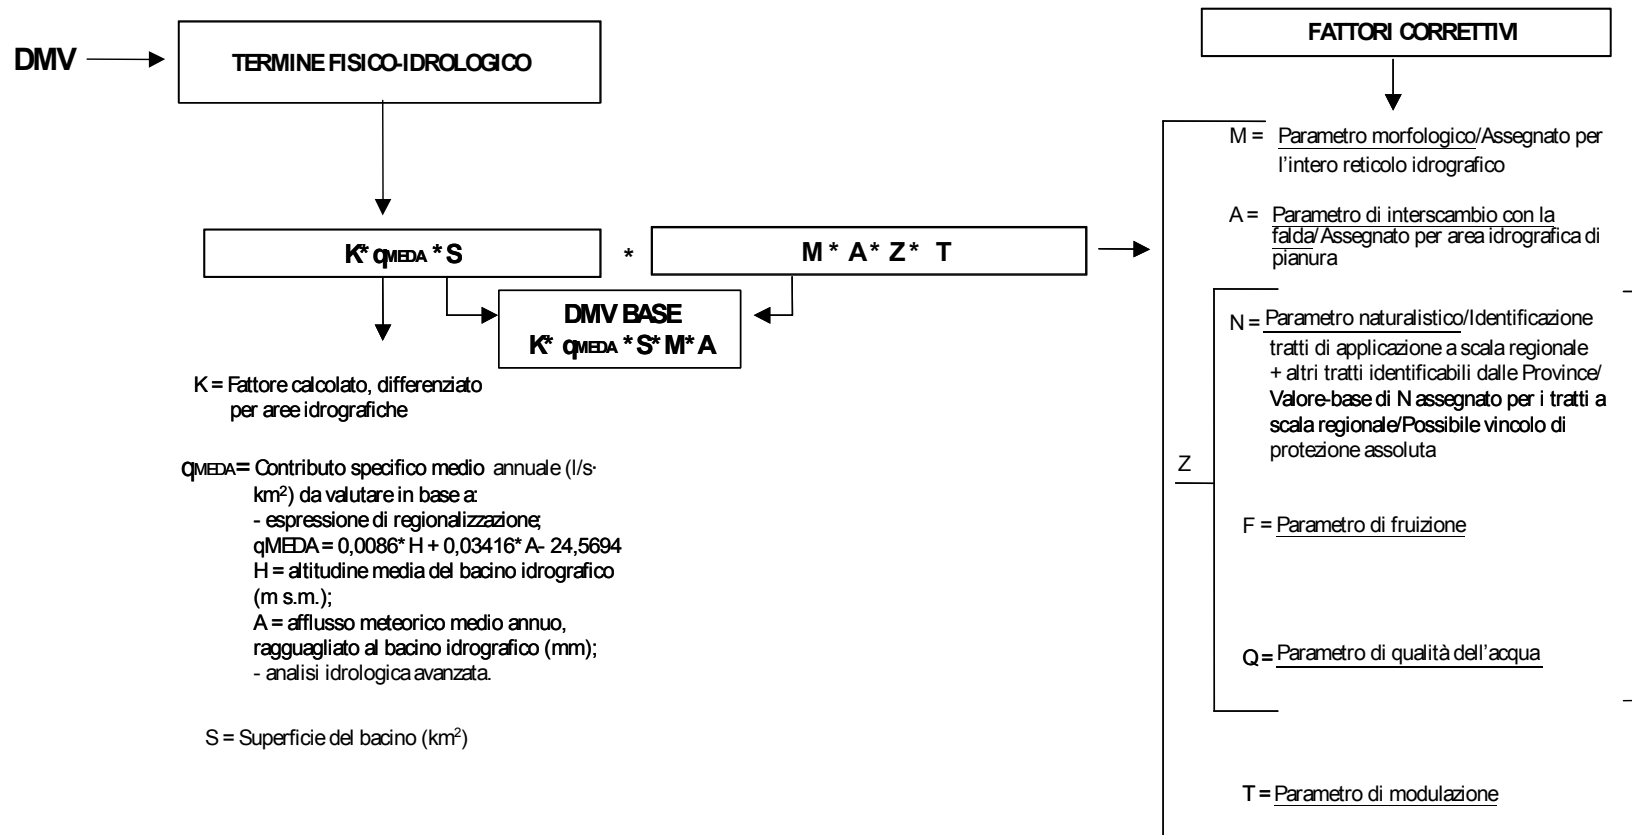 DMV
TERMINE FISICO-IDROLOGICO
K* qMEDA * S
*
M * A * Z * T
DMV BASE
K* qMEDA * S* M* A
K = Fattore calcolato, differenziato
per aree idrografiche
qMEDA = Contributo specifico medio annuale (l/s·
km²) da valutare in base a:
- espressione di regionalizzazione;
qMEDA = 0,0086* H + 0,03416* A- 24,5694
H = altitudine media del bacino idrografico
(m s.m.);
A = afflusso meteorico medio annuo,
ragguagliato al bacino idrografico (mm);
- analisi idrologica avanzata.
S = Superficie del bacino (km²)
FATTORI CORRETTIVI
M = Parametro morfologico/Assegnato per
l'intero reticolo idrografico
A = Parametro di interscambio con la
falda/Assegnato per area idrografica di
pianura
Z
N = Parametro naturalistico/Identificazione
tratti di applicazione a scala regionale
+ altri tratti identificabili dalle Province/
Valore-base di N assegnato per i tratti a
scala regionale/Possibile vincolo di
protezione assoluta
F = Parametro di fruizione
Q = Parametro di qualità dell'acqua
T = Parametro di modulazione